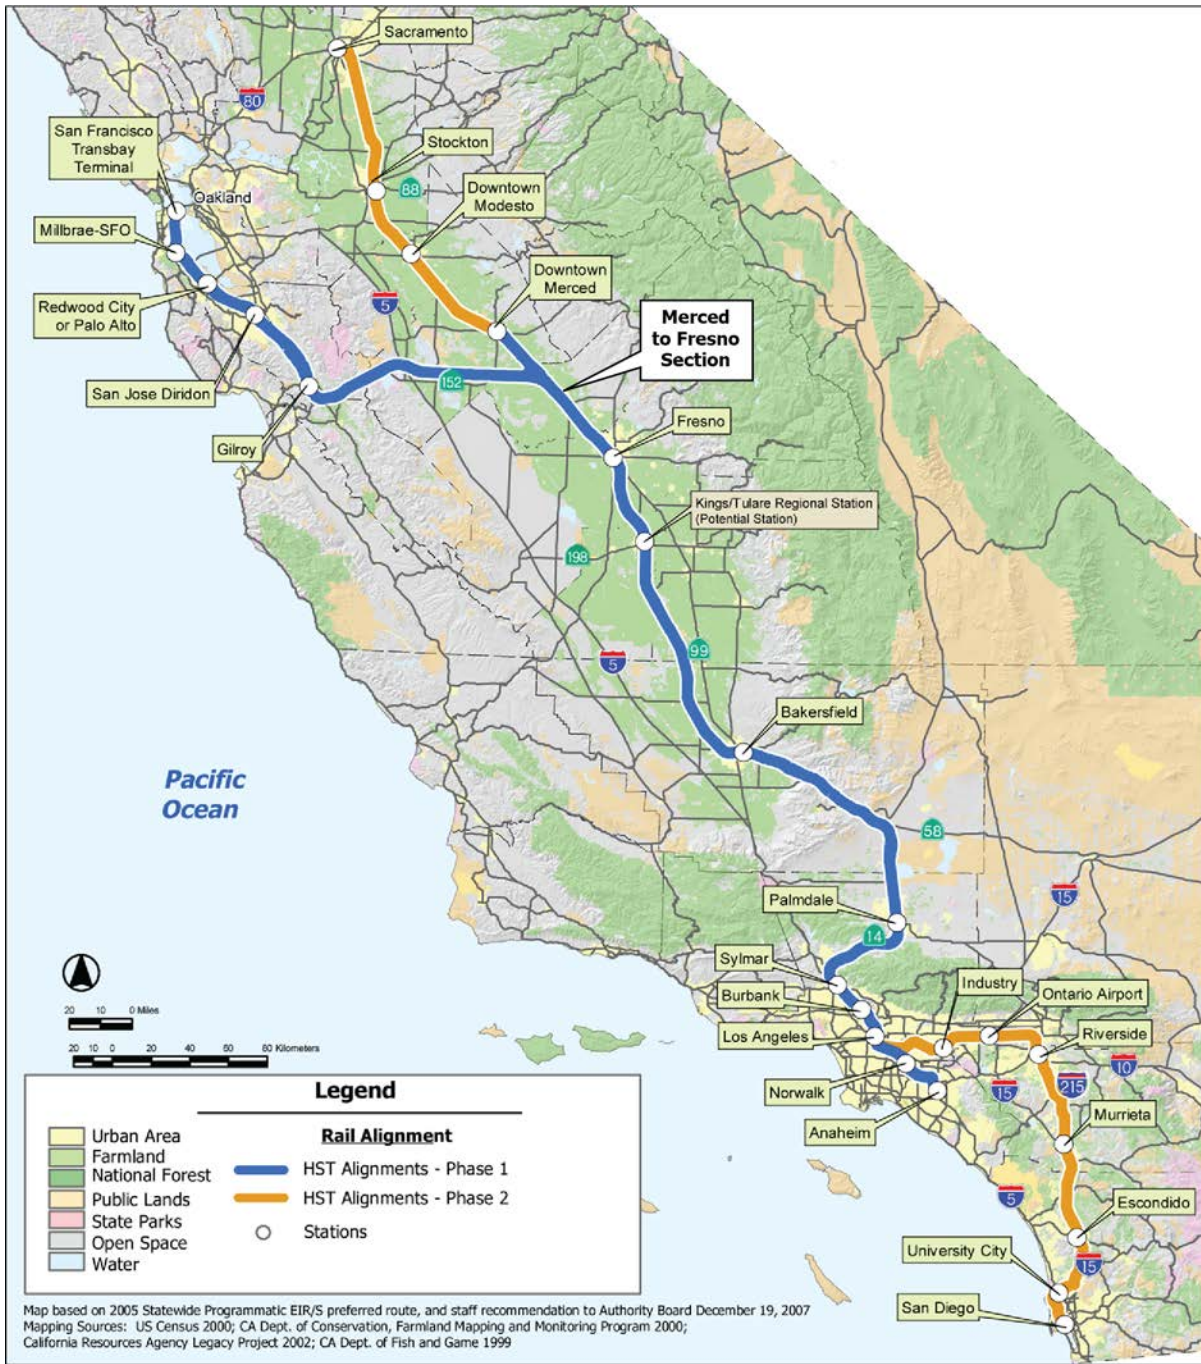 Sacramento
80
San Francisco
Transbay
Terminal
Stockton
Oakland
88
Downtown
Modesto
Millbrae-SFO
Downtown
Merced
Redwood City
or Palo Alto
5
Merced
to Fresno
Section
152
San Jose Diridon
Gilroy
Fresno
Kings/Tulare Regional Station
(Potential Station)
198
99
5
Bakersfield
Pacific
Ocean
58
Palmdale
15
14
Sylmar
Industry
Burbank
Ontario Airport
Los Angeles
Riverside
10
Norwalk
15
215
Murrieta
Anaheim
5
Escondido
University City
15
San Diego
20 10 0 Miles
20 10 0 20 40 60 80 Kilometers
Legend
Rail Alignment
Urban Area
Farmland
National Forest
Public Lands
State Parks
Open Space
Water
HST Alignments - Phase 1
HST Alignments - Phase 2
Stations
Map based on 2005 Statewide Programmatic EIR/S preferred route, and staff recommendation to Authority Board December 19, 2007
Mapping Sources: US Census 2000; CA Dept. of Conservation, Farmland Mapping and Monitoring Program 2000;
California Resources Agency Legacy Project 2002; CA Dept. of Fish and Game 1999